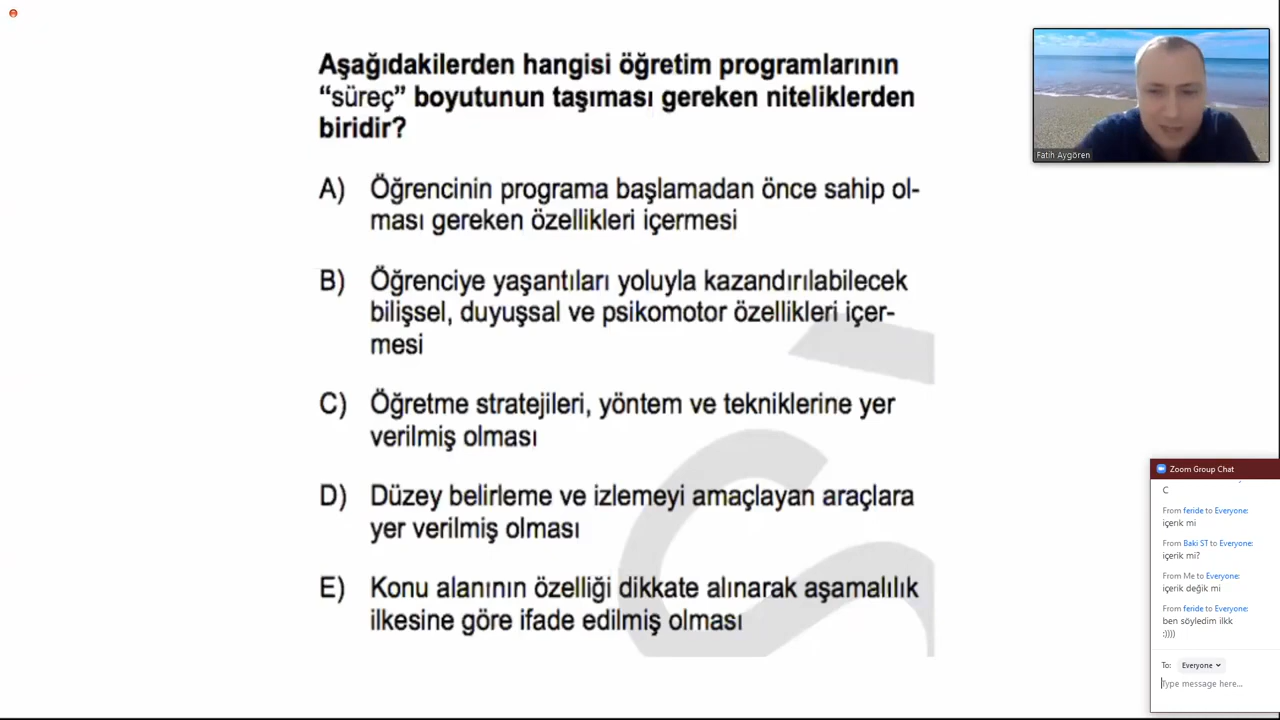 Aşağıdakilerden hangisi öğretim programlarının
“süreç” boyutunun taşıması gereken niteliklerden
biridir?
A) Öğrencinin programa başlamadan önce sahip ol-
ması gereken özellikleri içermesi
B) Öğrenciye yaşantıları yoluyla kazandırılabilecek
bilişsel, duyuşsal ve psikomotor özellikleri içer-
mesi
C) Öğretme stratejileri, yöntem ve tekniklerine yer
verilmiş olması
D) Düzey belirleme ve izlemeyi amaçlayan araçlara
yer verilmiş olması
E) Konu alanının özelliği dikkate alınarak aşamalılık
ilkesine göre ifade edilmiş olması
Fatih Aygören
Zoom Group Chat
C
From feride to Everyone:
içerık mi
From Baki ST to Everyone:
içerik mi?
From Me to Everyone:
içerik değik mi
From feride to Everyone:
ben söyledim ilkk
:))))
To: Everyone
Type message here...